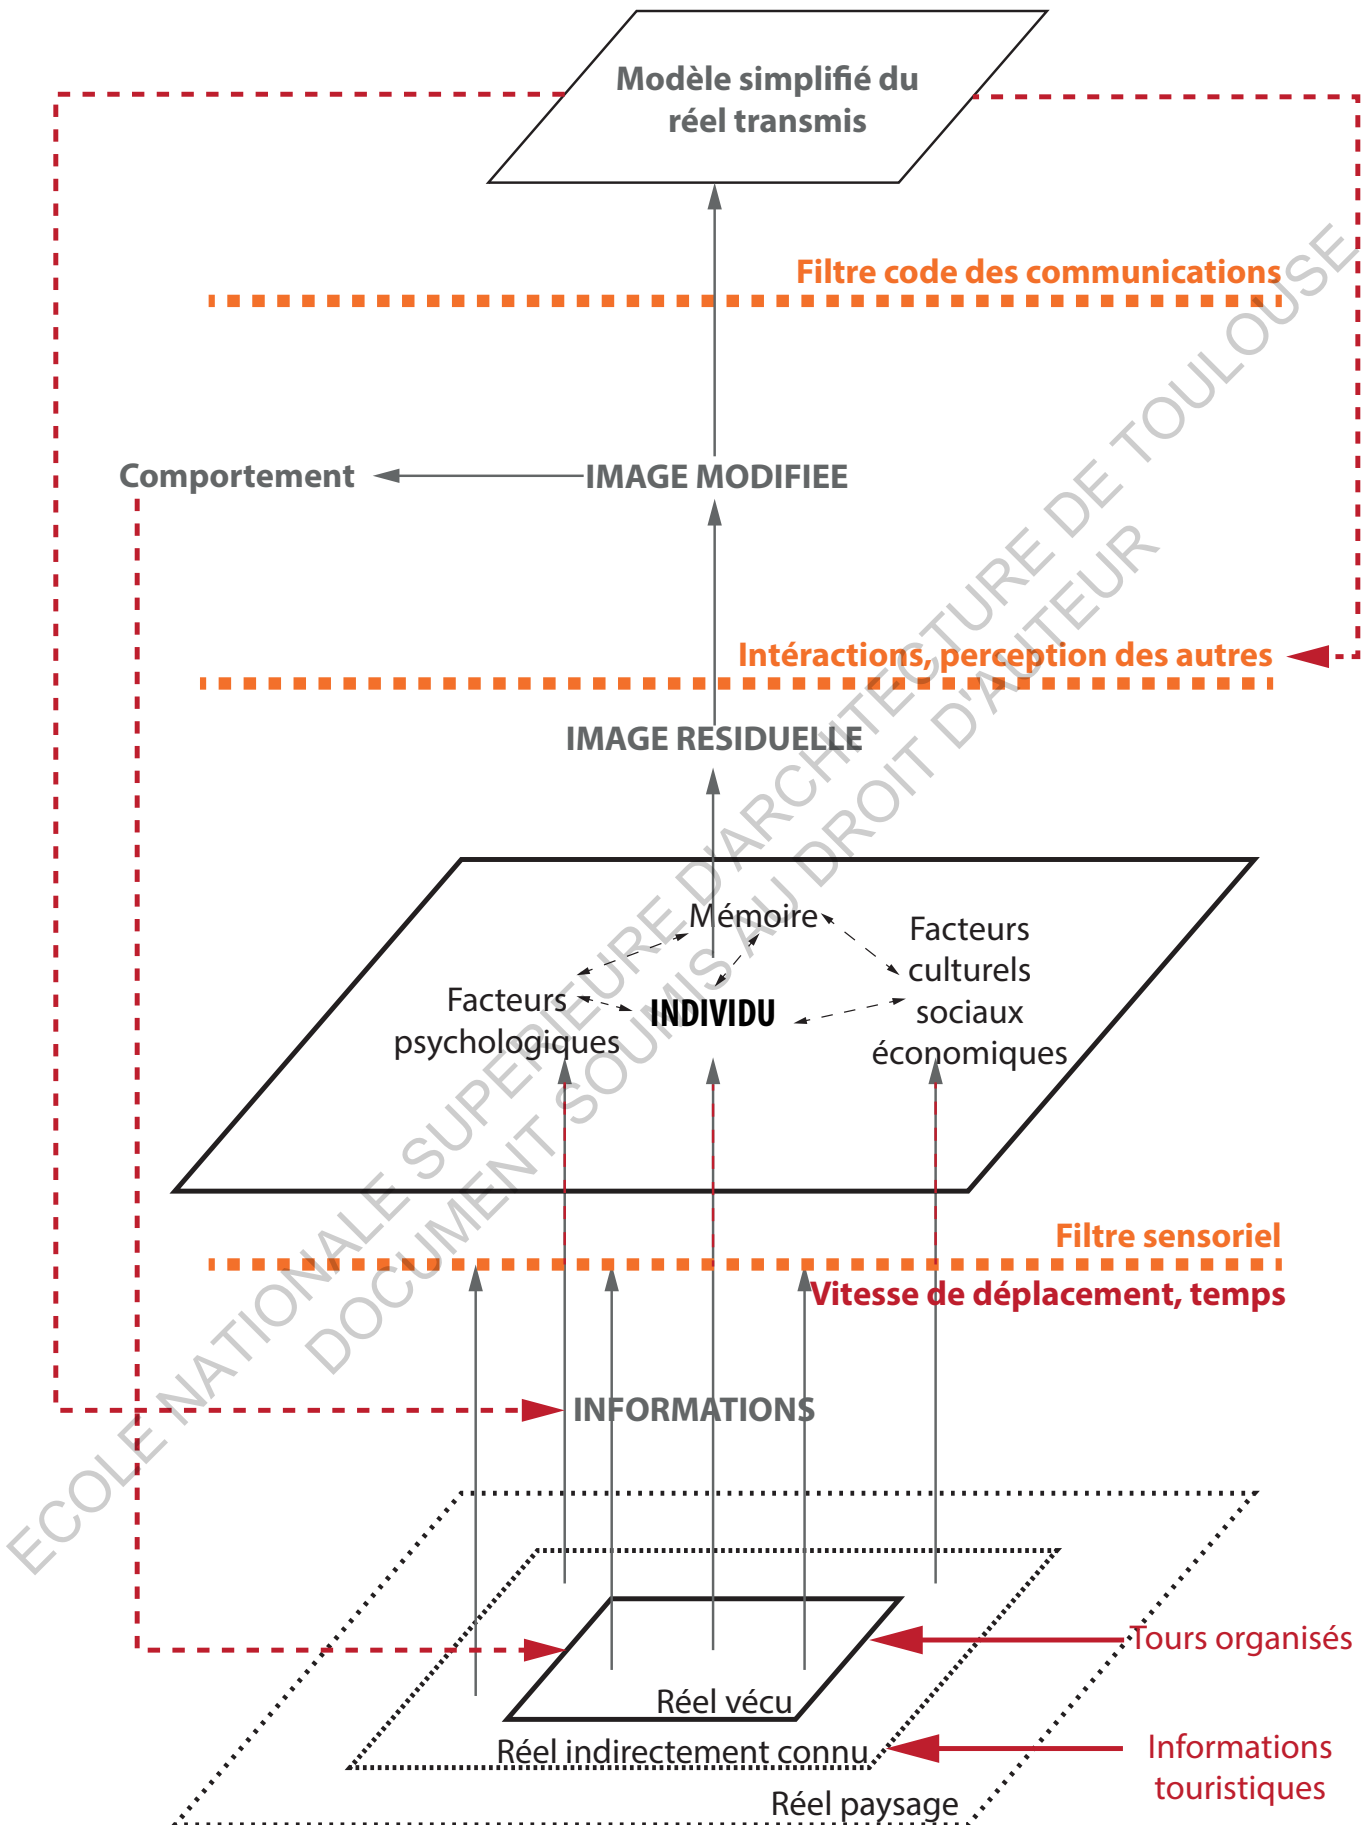 Modèle simplifié du
réel transmis
Filtre code des communications
Comportement
IMAGE MODIFIEE
Intéractions, perception des autres
IMAGE RESIDUELLE
Mémoire
Facteurs
culturels
sociaux
économiques
Facteurs
psychologiques
INDIVIDU
Filtre sensoriel
Vitesse de déplacement, temps
INFORMATIONS
Tours organisés
Réel vécu
Réel indirectement connu
Informations
touristiques
Réel paysage
ECOLE NATIONALE SUPERIEURE D'ARCHITECTURE DE TOULOUSE
DOCUMENT SOUMIS AU DROIT D'AUTEUR